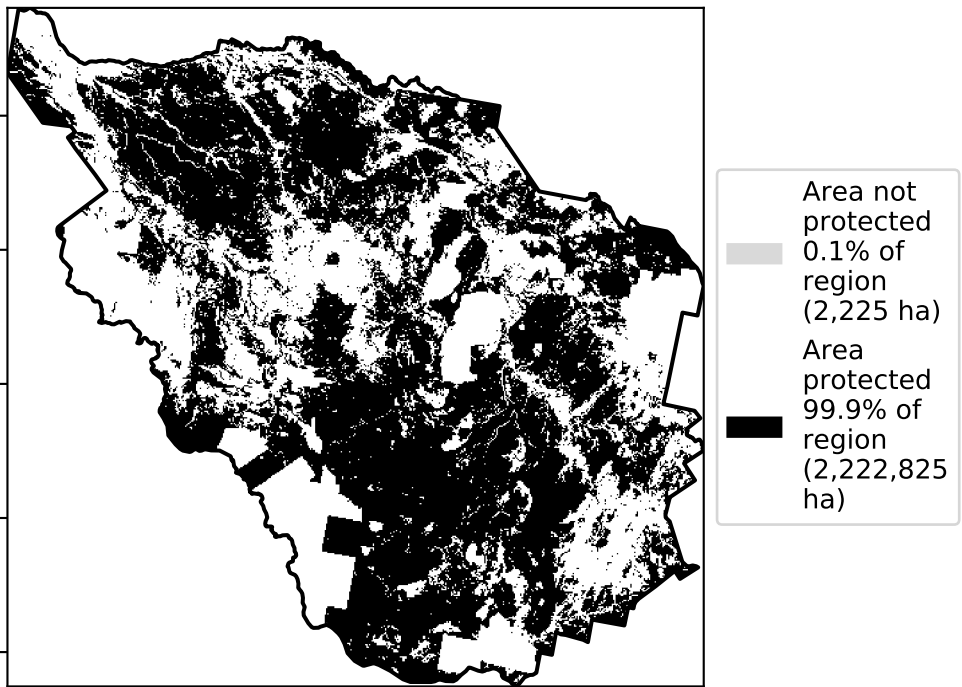 Area not
protected
0.1% of
region
(2,225 ha)
Area
protected
99.9% of
region
(2,222,825
ha)